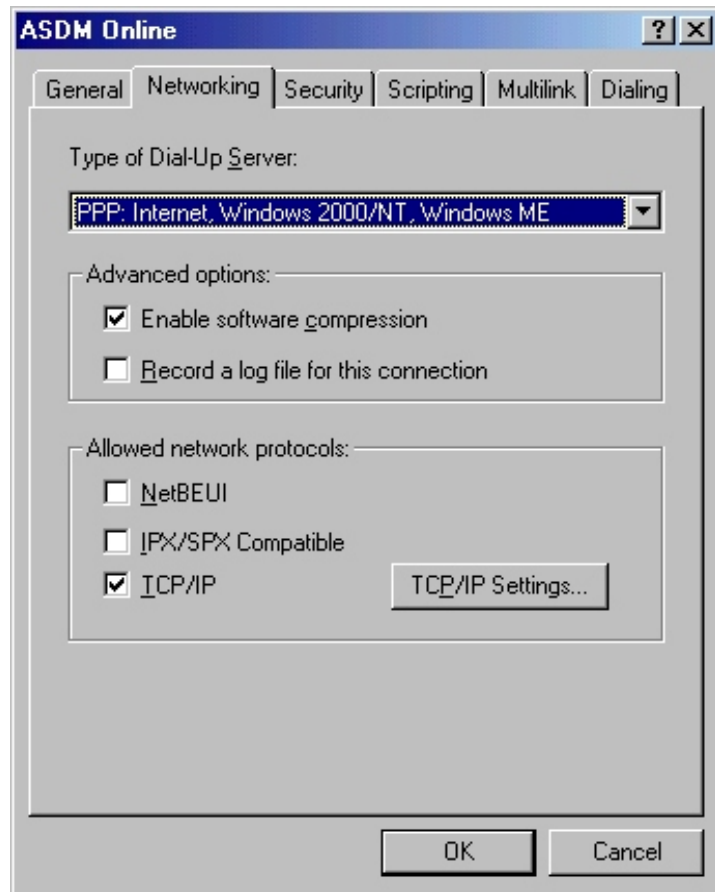 ASDM Online
General Networking Security Scripting Multilink Dialing
Type of Dial-Up Server:
PPP: Internet, Windows 2000/NT, Windows ME
Advanced options:
Enable software compression
Record a log file for this connection
Allowed network protocols:
NetBEUI
IPX/SPX Compatible
TCP/IP TCP/IP Settings...
OK Cancel